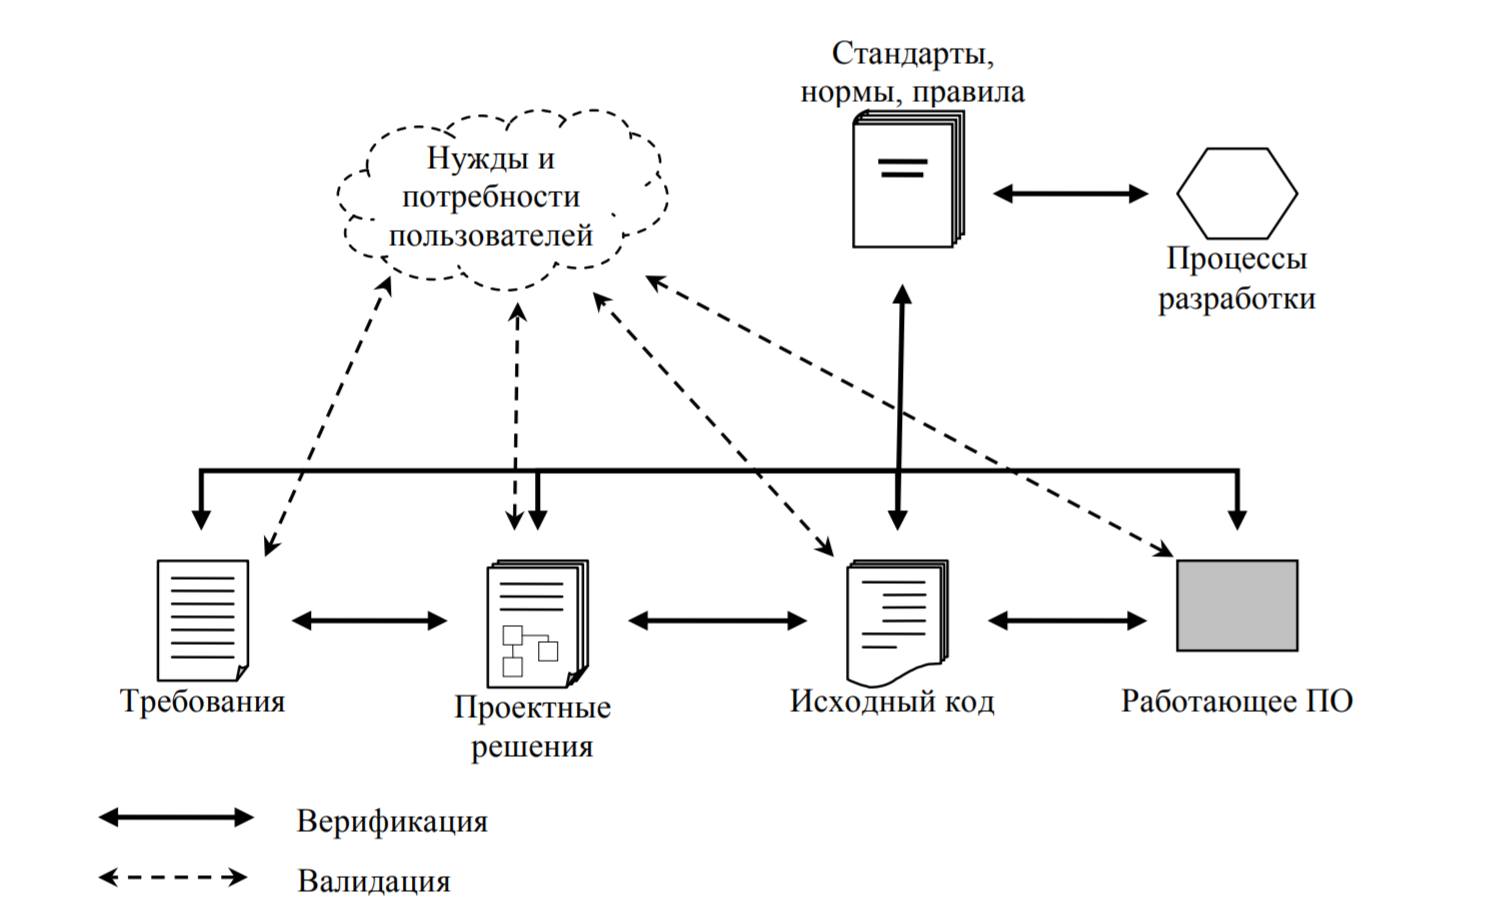 Стандарты,
нормы, правила
Нужды и
потребности
пользователей
Процессы
разработки
Требования
Проектные
решения
Исходный код
Работающее ПО
Верификация
Валидация